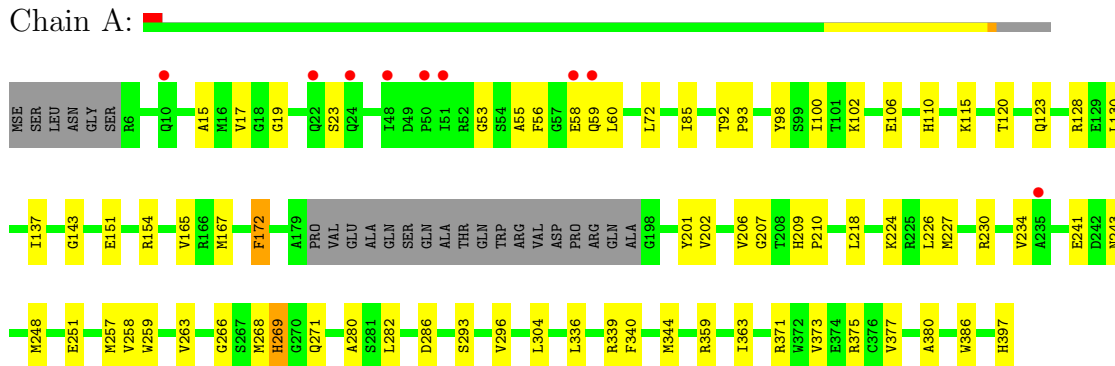 Chain A:
MSE SER LEU ASN GLY SER R6 Q10 A15 M16 V17 G18 G19 Q22 S23 Q24 I48 D49 P50 I51 R52 G53 S54 A55 F56 G57 E58 Q59 L60 L72 I85 T92 P93 Y98 S99 I100 T101 K102 E106 H110 K115 T120 Q123 R128 E129 L130
I137 G143 E151 R154 V165 R166 M167 F172 A179 PRO VAL GLU ALA GLN SER GLN ALA THR GLN TRP ARG VAL ASP PRO ARG GLN ALA G198 Y201 V202 V206 G207 T208 H209 P210 L218 K224 R225 L226 M227 R230 V234 A235 E241 D242 N243
M248 E251 M257 V258 W259 V263 G266 S267 M268 H269 G270 Q271 A280 S281 L282 D286 S293 V296 L304 L336 R339 F340 M344 R359 I363 R371 W372 V373 E374 R375 C376 V377 A380 W386 H397